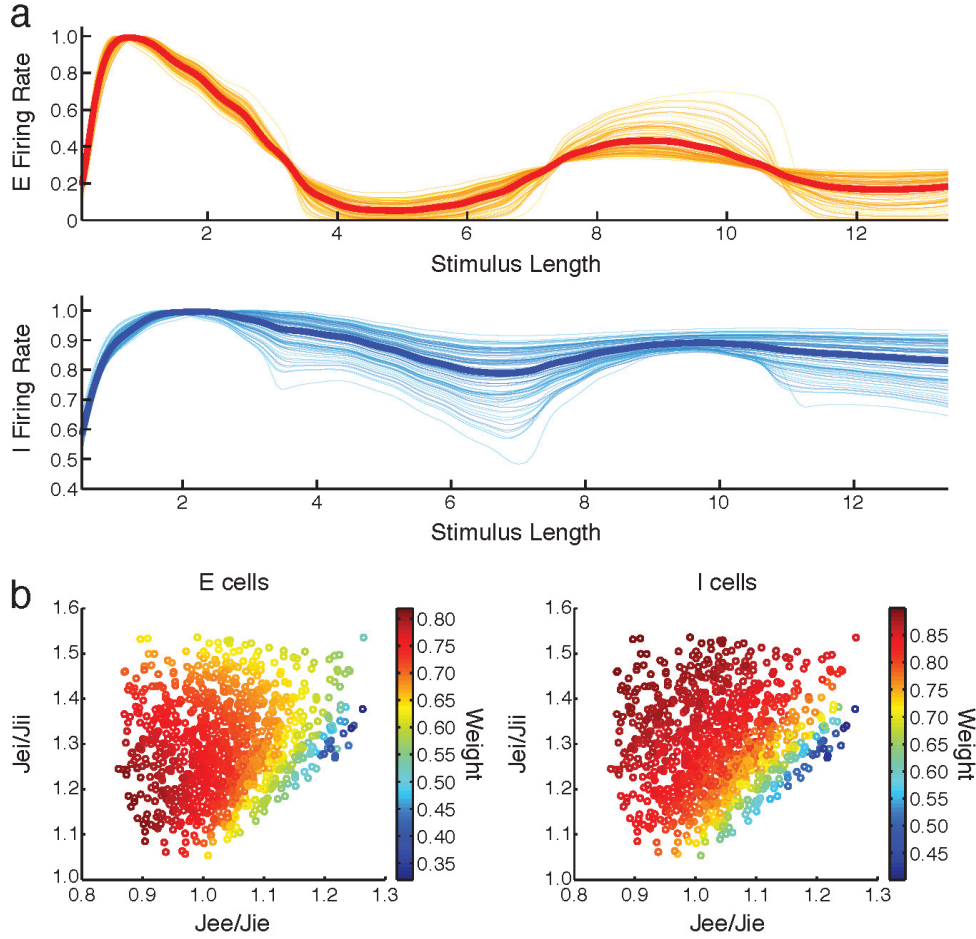 a
E Firing Rate
1.0
0.8
0.6
0.4
0.2
0
2 4 6 8 10 12
Stimulus Length
I Firing Rate
1.0
0.9
0.8
0.7
0.6
0.5
0.4
2 4 6 8 10 12
Stimulus Length
b
E cells
Jei/Jii
1.6
1.5
1.4
1.3
1.2
1.1
1.0
0.8 0.9 1.0 1.1 1.2 1.3
Jee/Jie
0.80
0.75
0.70
0.65
0.60
0.55
0.50
0.45
0.40
0.35
Weight
I cells
Jei/Jii
1.6
1.5
1.4
1.3
1.2
1.1
1.0
0.8 0.9 1.0 1.1 1.2 1.3
Jee/Jie
0.85
0.80
0.75
0.70
0.65
0.60
0.55
0.50
0.45
Weight